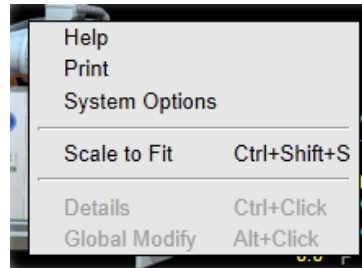 Help
Print
System Options
Scale to Fit Ctrl+Shift+S
Details Ctrl+Click
Global Modify Alt+Click